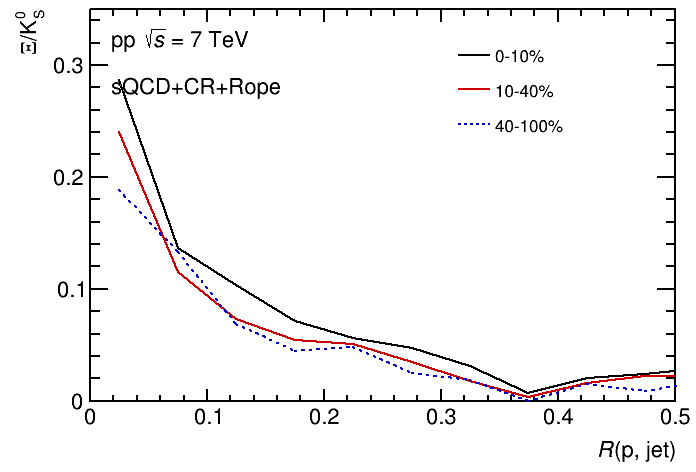 Ξ/K⁰_S
pp √s = 7 TeV
sQCD+CR+Rope
0-10%
10-40%
40-100%
0.3
0.2
0.1
0
0 0.1 0.2 0.3 0.4 0.5
R(p, jet)